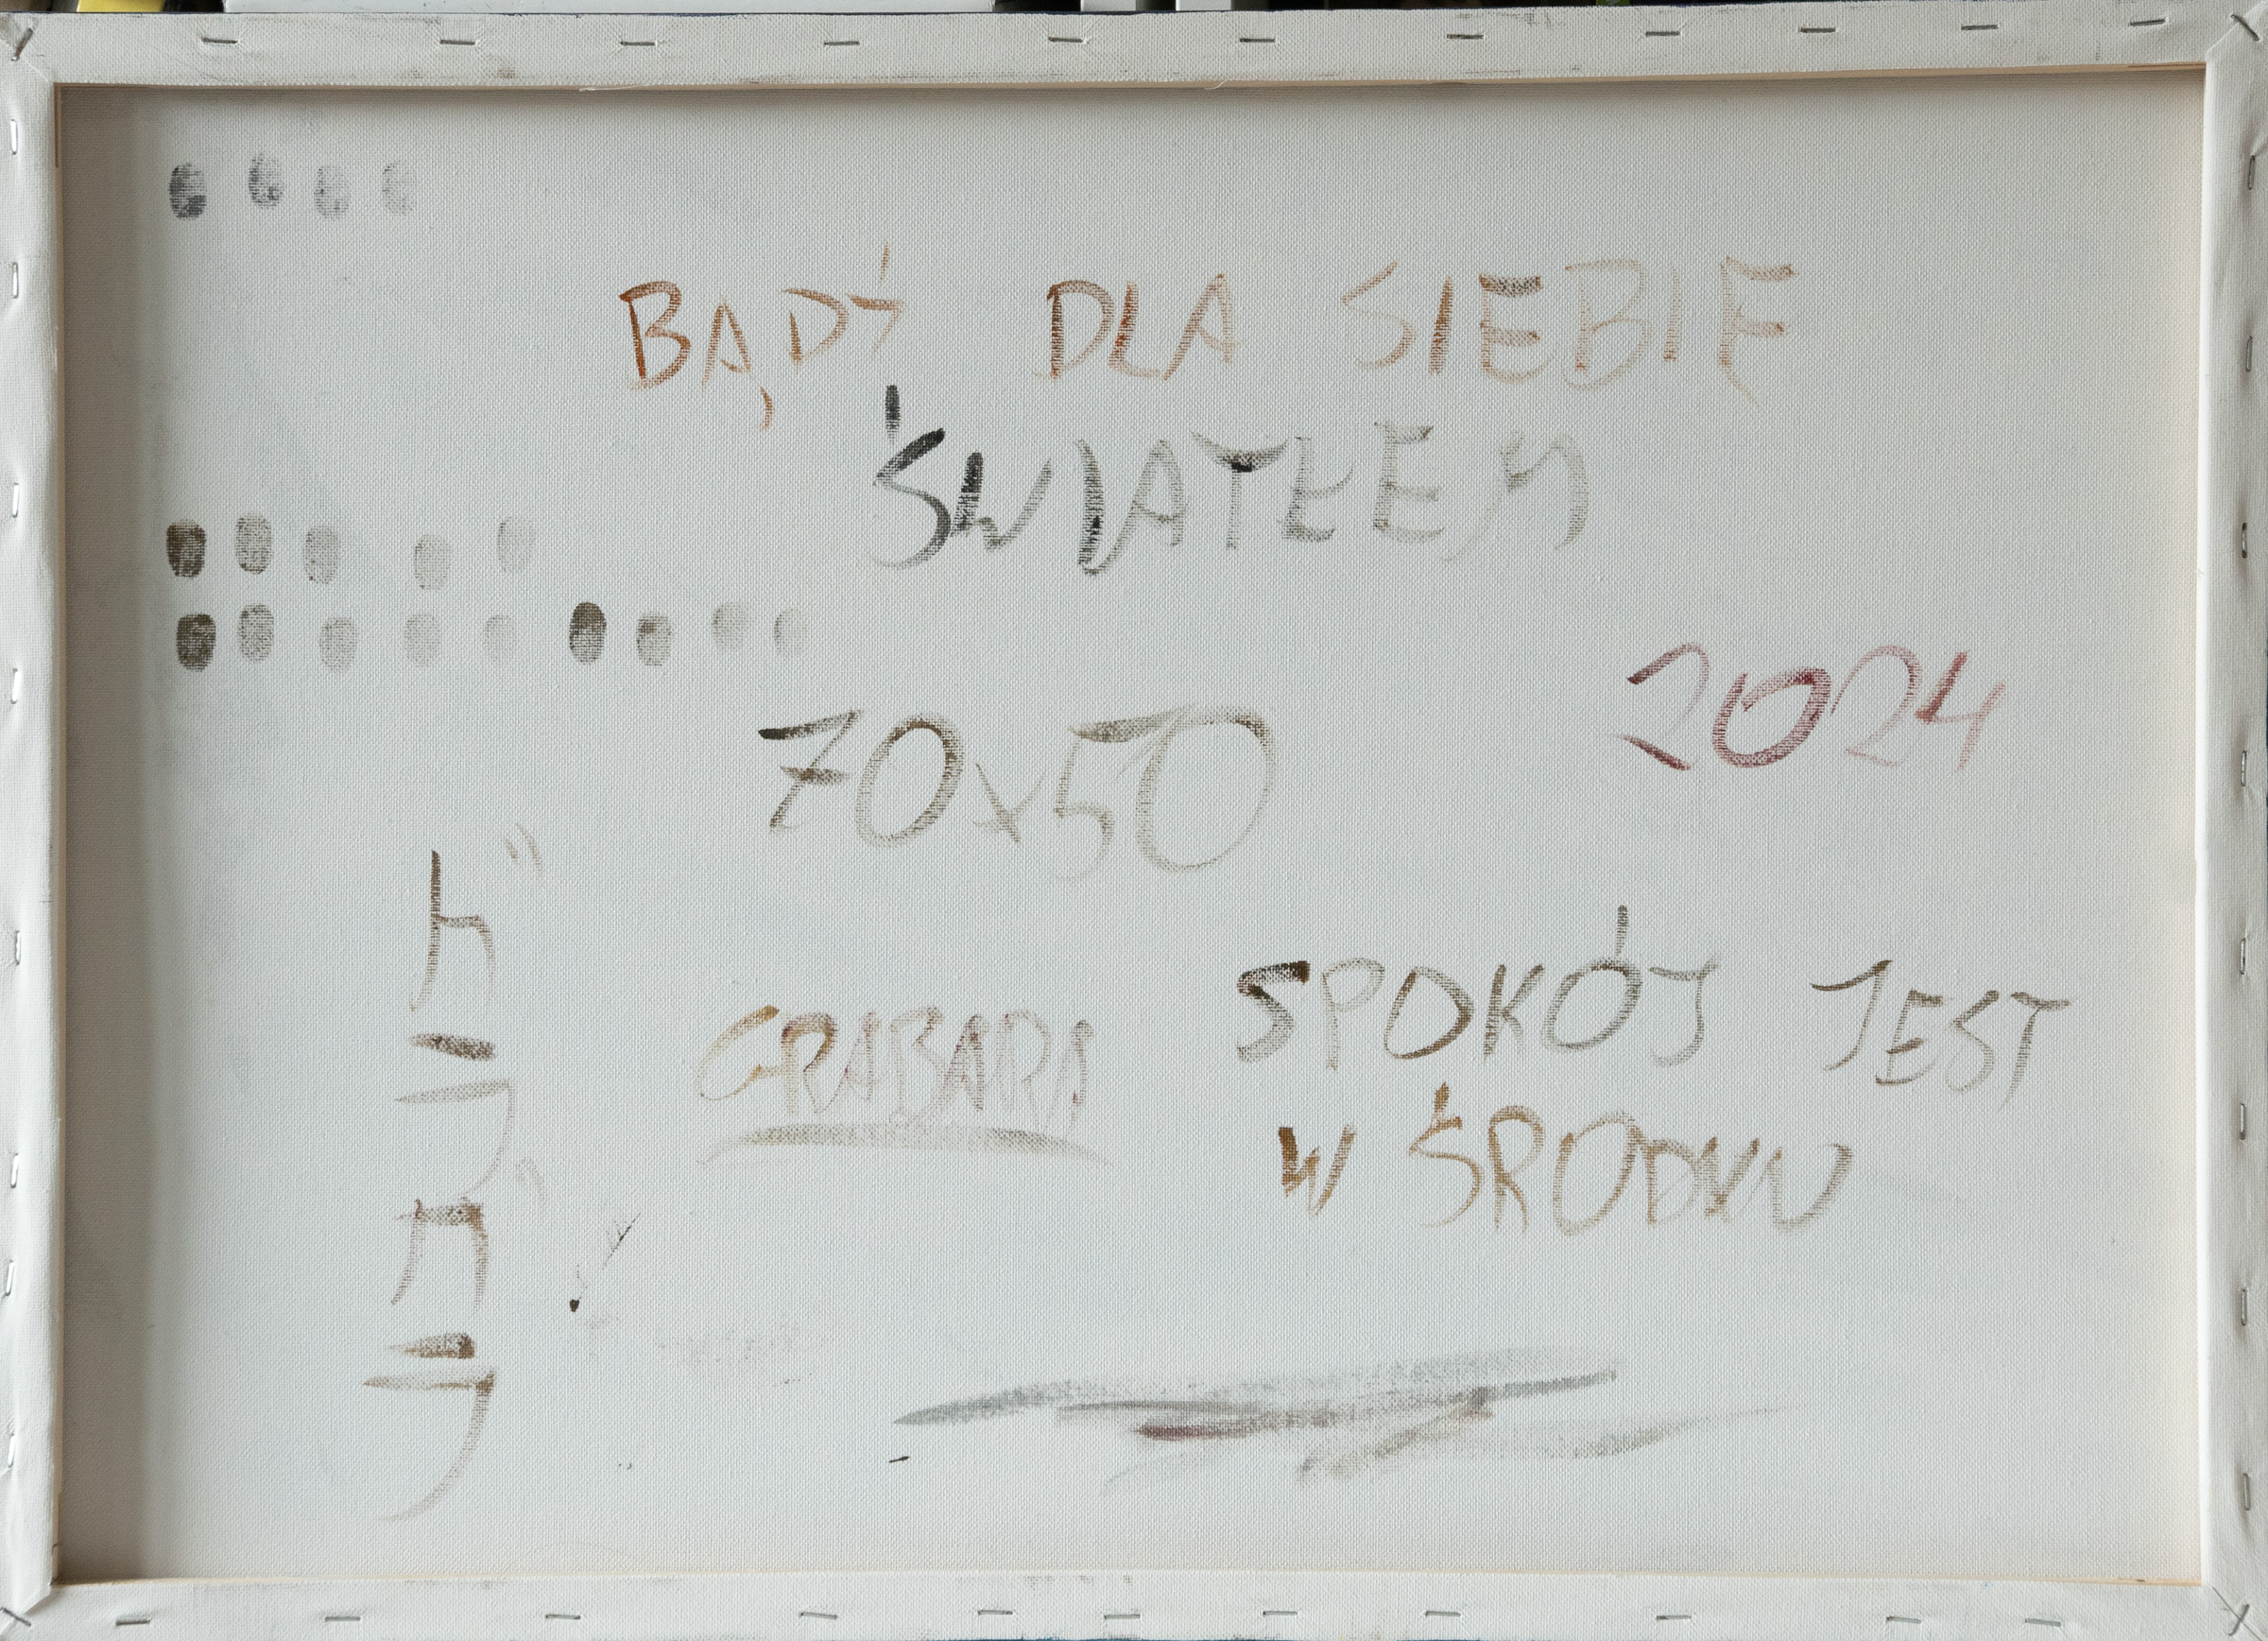 BĄDŹ DLA SIEBIE
ŚWIATŁEM
2024
70x50
SPOKÓJ JEST
W ŚRODKU
GRABARA